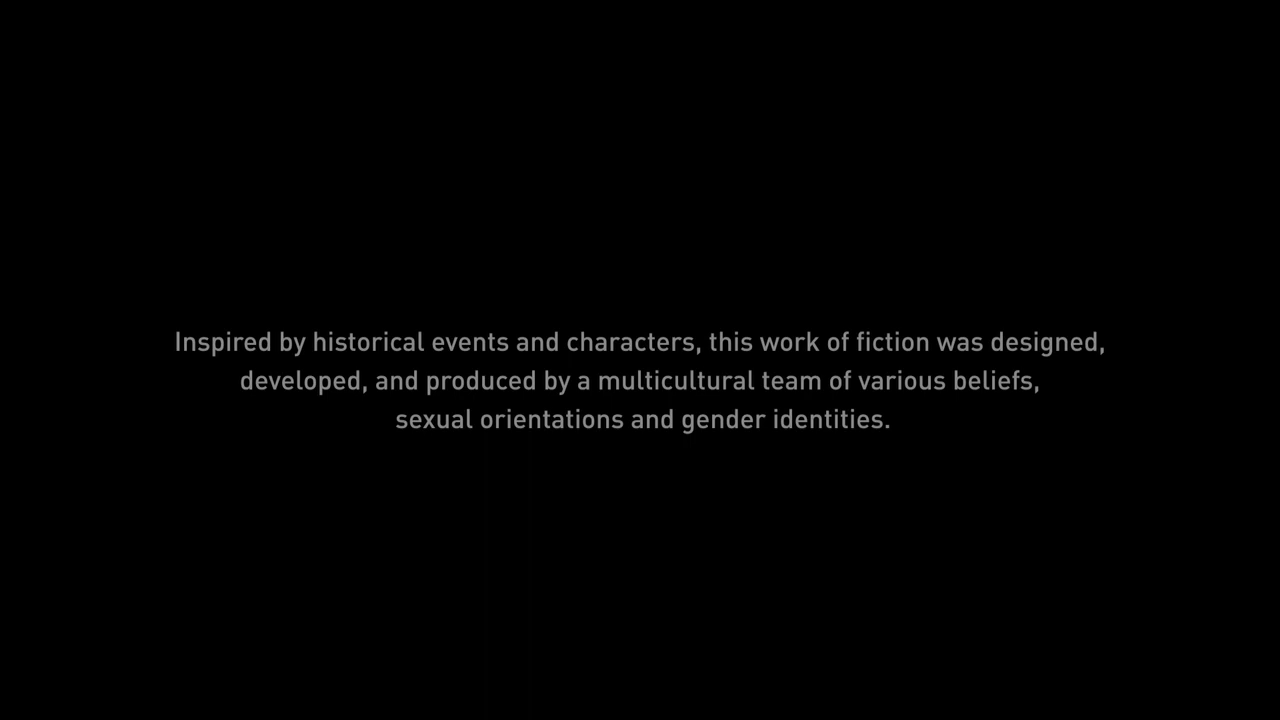 Inspired by historical events and characters, this work of fiction was designed,
developed, and produced by a multicultural team of various beliefs,
sexual orientations and gender identities.